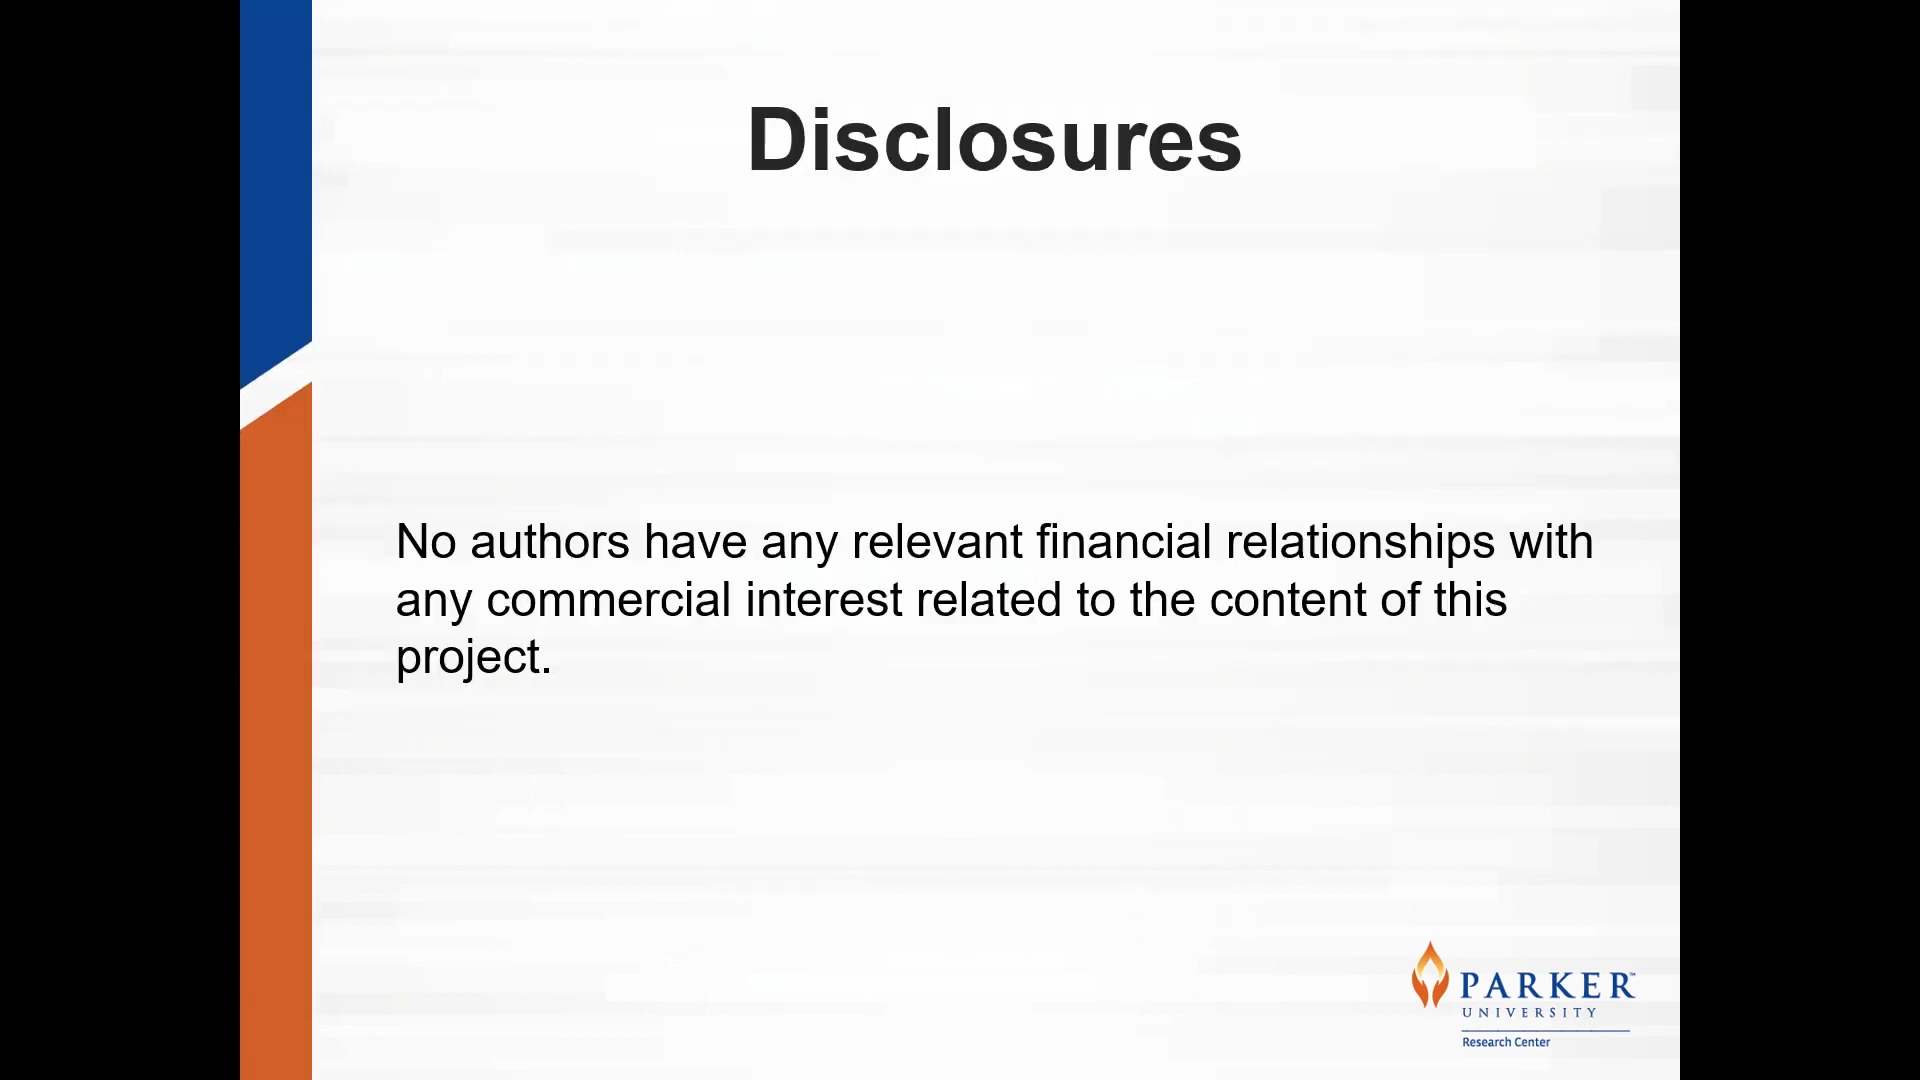 Disclosures
No authors have any relevant financial relationships with
any commercial interest related to the content of this
project.
PARKER™
UNIVERSITY
Research Center